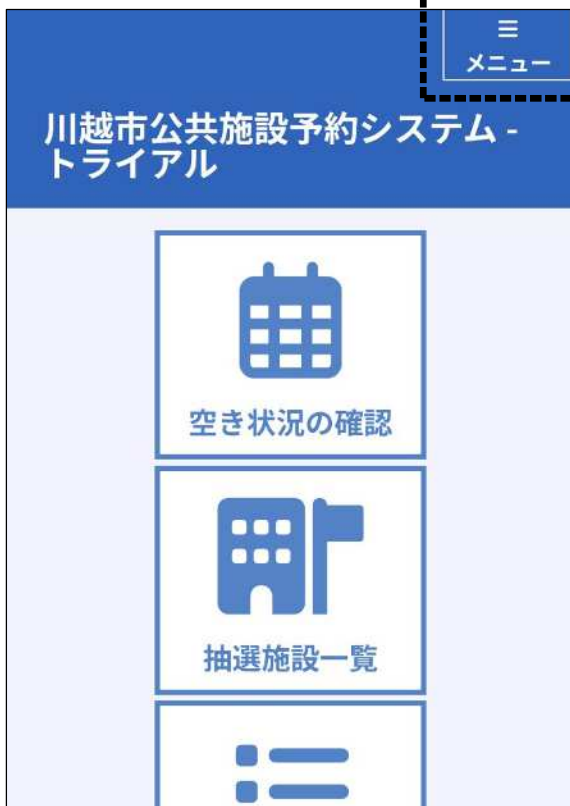 メニュー
川越市公共施設予約システム -
トライアル
空き状況の確認
抽選施設一覧